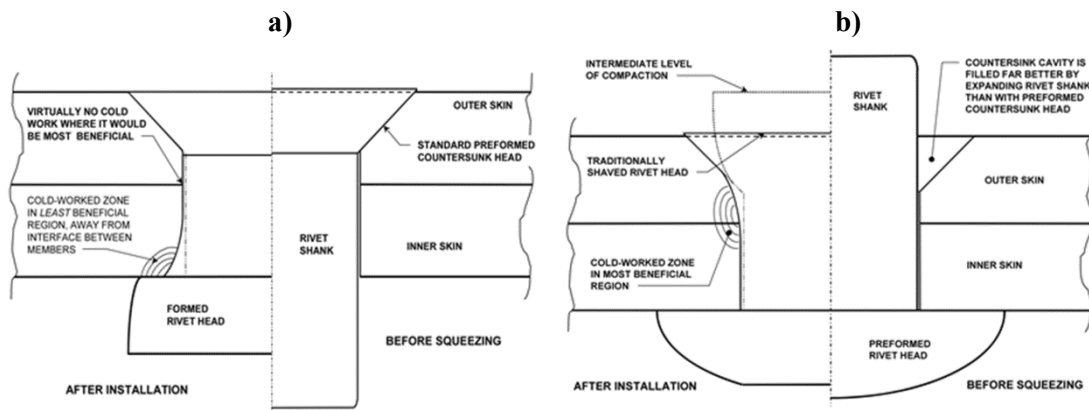 a)
VIRTUALLY NO COLD
WORK WHERE IT WOULD
BE MOST BENEFICIAL
OUTER SKIN
STANDARD PREFORMED
COUNTERSUNK HEAD
COLD-WORKED ZONE
IN LEAST BENEFICIAL
REGION, AWAY FROM
INTERFACE BETWEEN
MEMBERS
RIVET
SHANK
INNER SKIN
FORMED
RIVET HEAD
BEFORE SQUEEZING
AFTER INSTALLATION
b)
INTERMEDIATE LEVEL
OF COMPACTION
RIVET
SHANK
COUNTERSINK CAVITY IS
FILLED FAR BETTER BY
EXPANDING RIVET SHANK
THAN WITH PREFORMED
COUNTERSUNK HEAD
TRADITIONALLY
SHAVED RIVET HEAD
OUTER SKIN
COLD-WORKED ZONE
IN MOST BENEFICIAL
REGION
INNER SKIN
PREFORMED
RIVET HEAD
AFTER INSTALLATION
BEFORE SQUEEZING